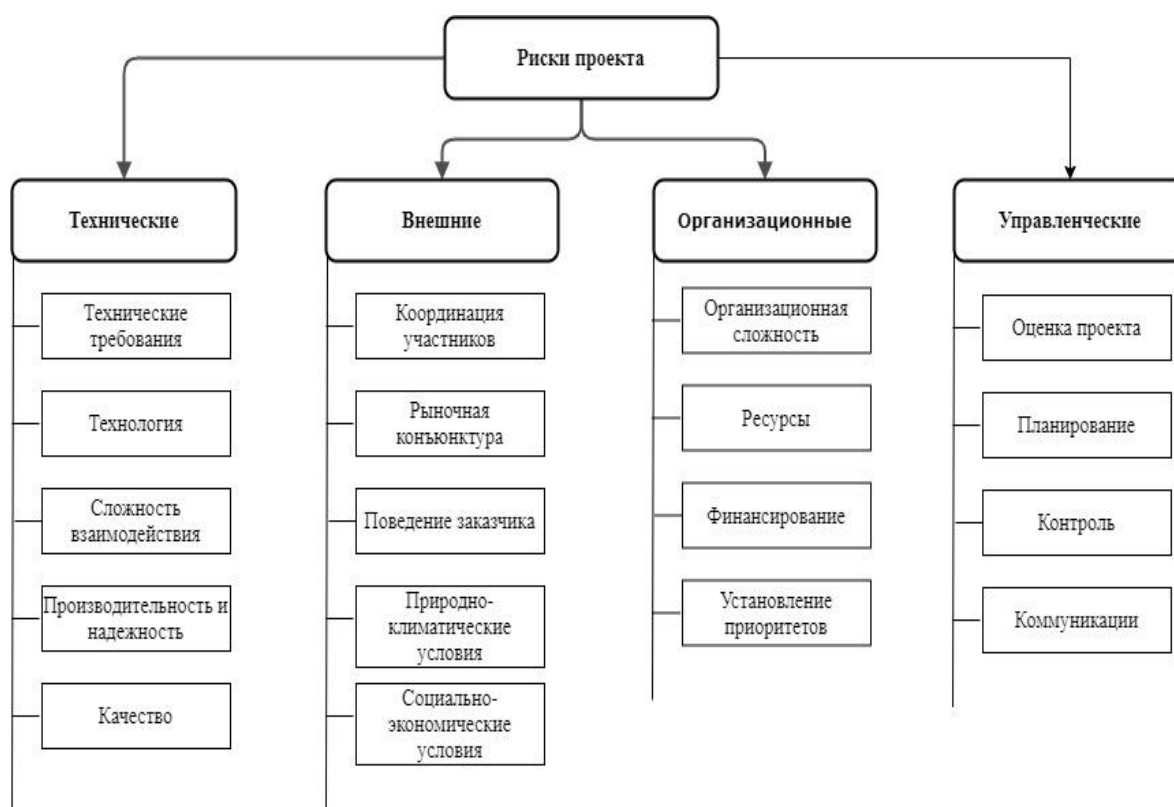 Риски проекта
Технические
Внешние
Организационные
Управленческие
Технические
требования
Технология
Сложность
взаимодействия
Производительность и
надежность
Качество
Координация
участников
Рыночная
конъюнктура
Поведение заказчика
Природно-
климатические
условия
Социально-
экономические
условия
Организационная
сложность
Ресурсы
Финансирование
Установление
приоритетов
Оценка проекта
Планирование
Контроль
Коммуникации